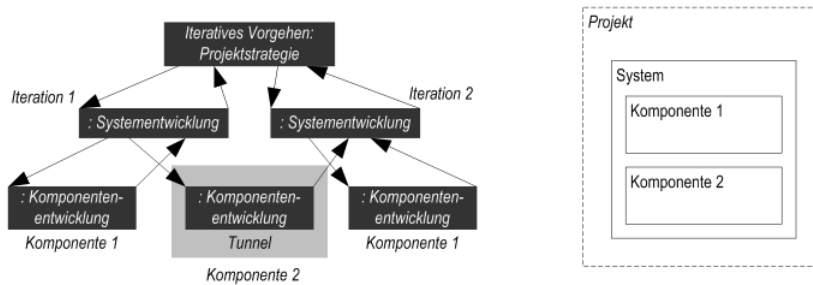 Iteratives Vorgehen:
Projektstrategie
Iteration 1
Iteration 2
: Systementwicklung
: Systementwicklung
: Komponenten-
entwicklung
Komponente 1
: Komponenten-
entwicklung
Tunnel
Komponente 2
: Komponenten-
entwicklung
Komponente 1
Projekt
System
Komponente 1
Komponente 2